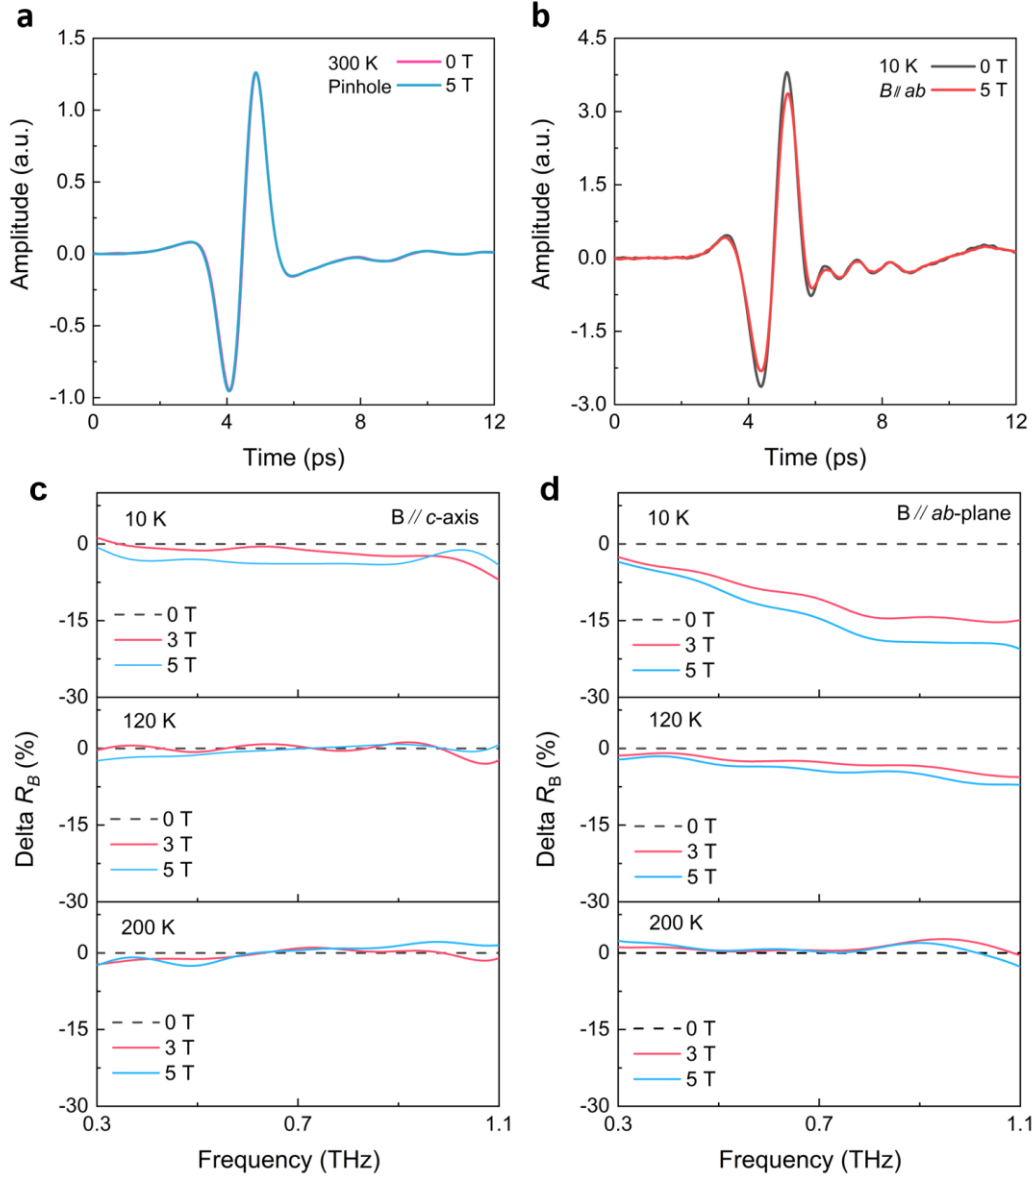 a
1.5
1.0
0.5
0.0
-0.5
-1.0
0
4
8
12
Amplitude (a.u.)
Time (ps)
300 K
Pinhole
0 T
5 T
b
4.5
3.0
1.5
0.0
-1.5
-3.0
0
4
8
12
Amplitude (a.u.)
Time (ps)
10 K
B // ab
0 T
5 T
c
10 K
B // c-axis
0
-15
-30
0 T
3 T
5 T
120 K
0
-15
-30
0 T
3 T
5 T
200 K
0
-15
-30
0 T
3 T
5 T
Delta R_B (%)
0.3
0.7
1.1
Frequency (THz)
d
10 K
B // ab-plane
0
-15
-30
0 T
3 T
5 T
120 K
0
-15
-30
0 T
3 T
5 T
200 K
0
-15
-30
0 T
3 T
5 T
Delta R_B (%)
0.3
0.7
1.1
Frequency (THz)